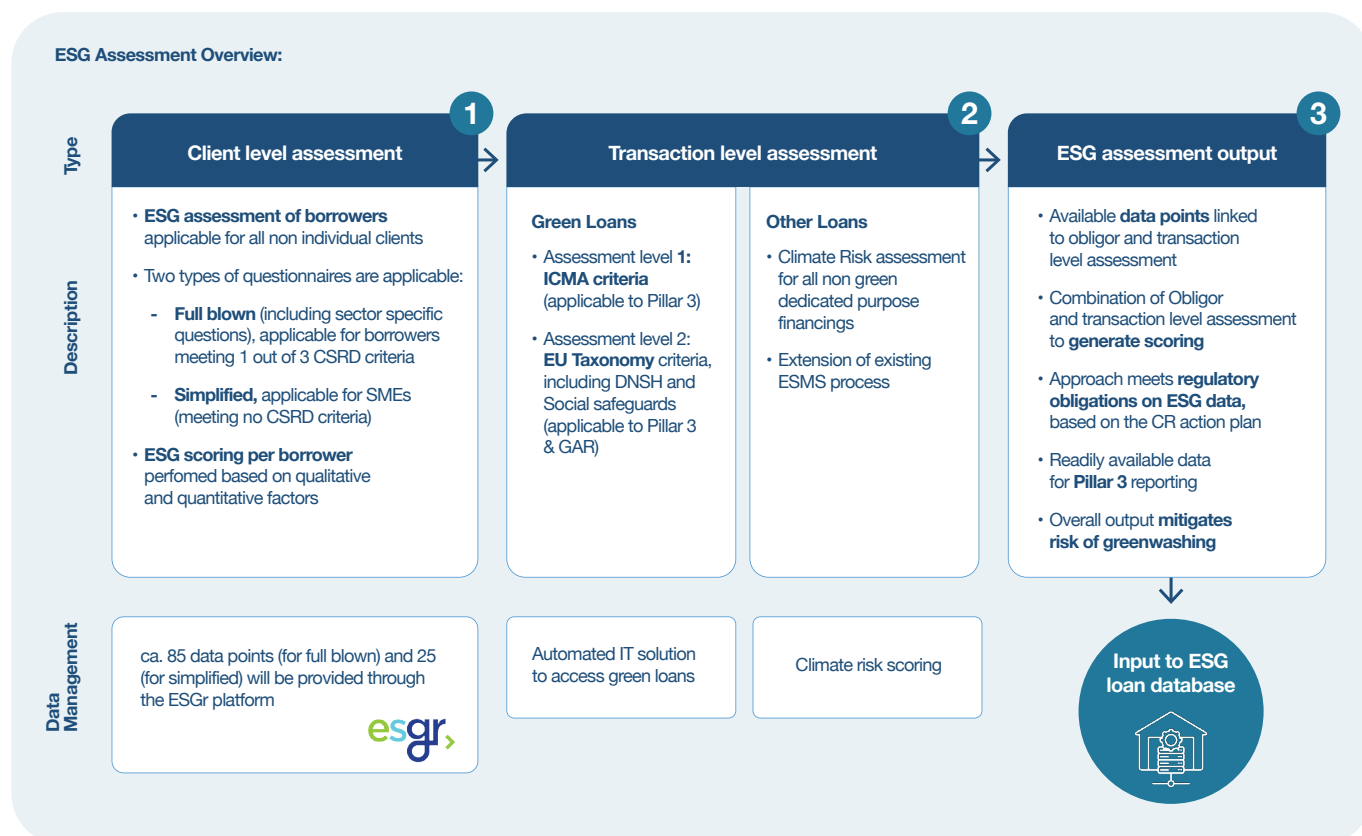 ESG Assessment Overview:
Type
1
Client level assessment
2
Transaction level assessment
3
ESG assessment output
Description
• ESG assessment of borrowers
applicable for all non individual clients
• Two types of questionnaires are applicable:
- Full blown (including sector specific
questions), applicable for borrowers
meeting 1 out of 3 CSRD criteria
- Simplified, applicable for SMEs
(meeting no CSRD criteria)
• ESG scoring per borrower
perfomed based on qualitative
and quantitative factors
Green Loans
• Assessment level 1:
ICMA criteria
(applicable to Pillar 3)
• Assessment level 2:
EU Taxonomy criteria,
including DNSH and
Social safeguards
(applicable to Pillar 3
& GAR)
Other Loans
• Climate Risk assessment
for all non green
dedicated purpose
financings
• Extension of existing
ESMS process
• Available data points linked
to obligor and transaction
level assessment
• Combination of Obligor
and transaction level assessment
to generate scoring
• Approach meets regulatory
obligations on ESG data,
based on the CR action plan
• Readily available data
for Pillar 3 reporting
• Overall output mitigates
risk of greenwashing
Data
Management
ca. 85 data points (for full blown) and 25
(for simplified) will be provided through
the ESGr platform
esgr
Automated IT solution
to access green loans
Climate risk scoring
Input to ESG
loan database